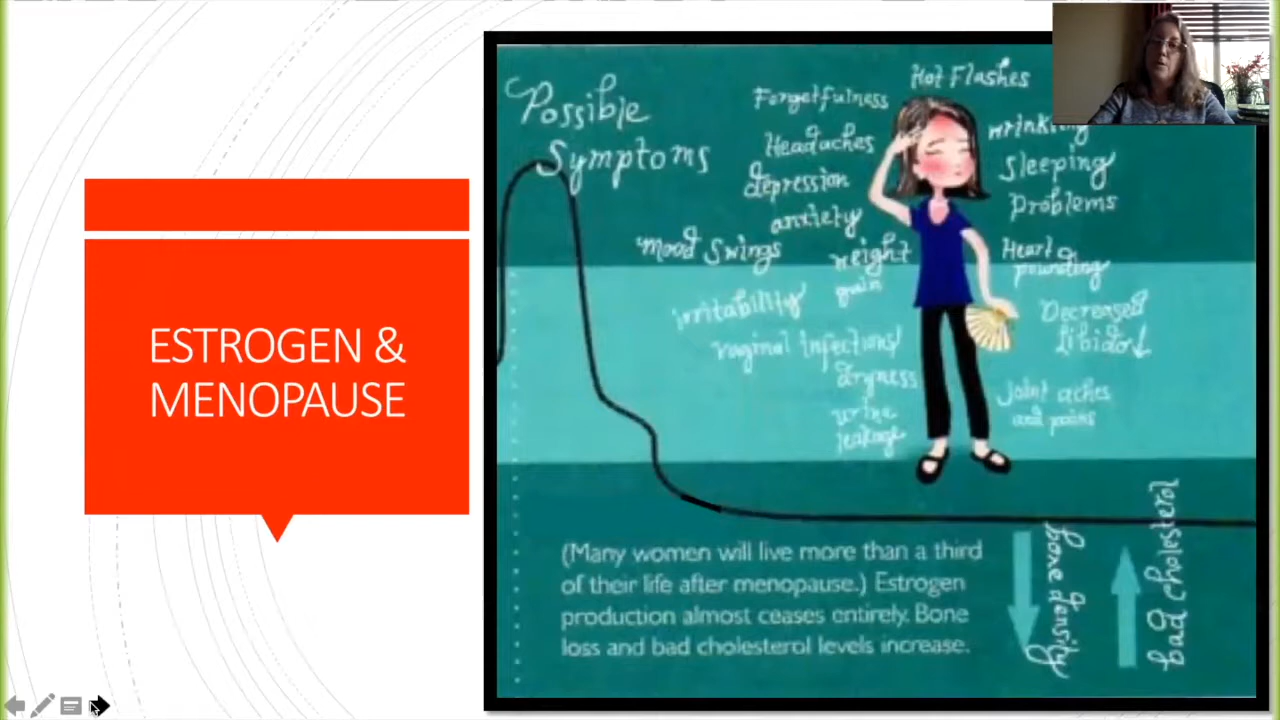 ESTROGEN &
MENOPAUSE
Possible
Symptoms
Hot Flashes
Forgetfulness
Headaches
depression
anxiety
Mood Swings
weight
gain
irritability
vaginal infections/
dryness
urine
leakage
Sleeping
problems
Heart
pounding
Decreased
libido↓
Joint aches
and pains
(Many women will live more than a third
of their life after menopause.) Estrogen
production almost ceases entirely. Bone
loss and bad cholesterol levels increase.
bone density
bad cholesterol